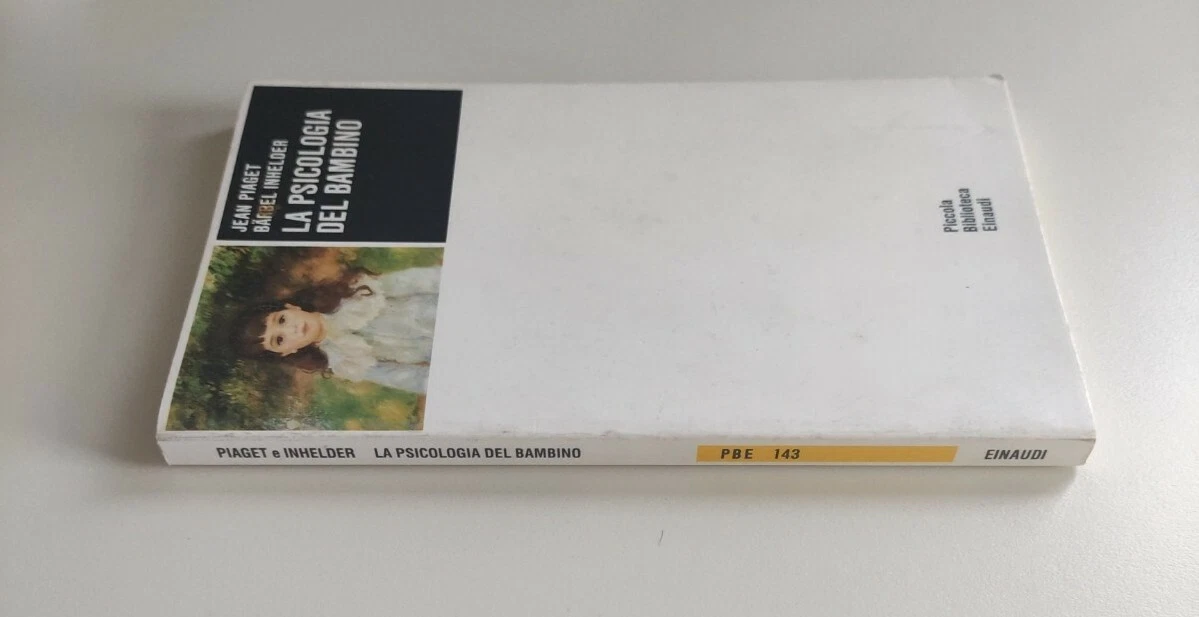 JEAN PIAGET
BÄRBEL INHELDER
LA PSICOLOGIA
DEL BAMBINO
Piccola
Biblioteca
Einaudi
PIAGET e INHELDER LA PSICOLOGIA DEL BAMBINO PBE 143 EINAUDI